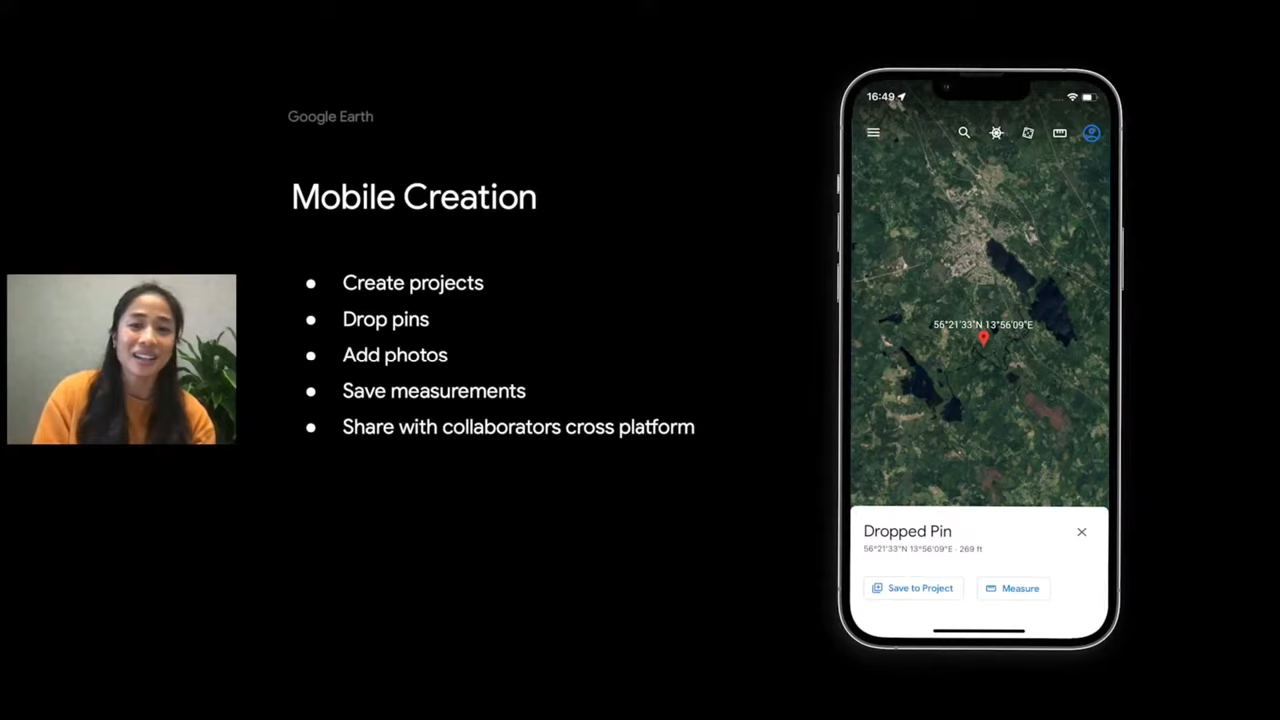 Google Earth
Mobile Creation
Create projects
Drop pins
Add photos
Save measurements
Share with collaborators cross platform
16:49
56°21'33"N 13°56'09"E
Dropped Pin
56°21'33"N 13°56'09"E · 269 ft
Save to Project
Measure